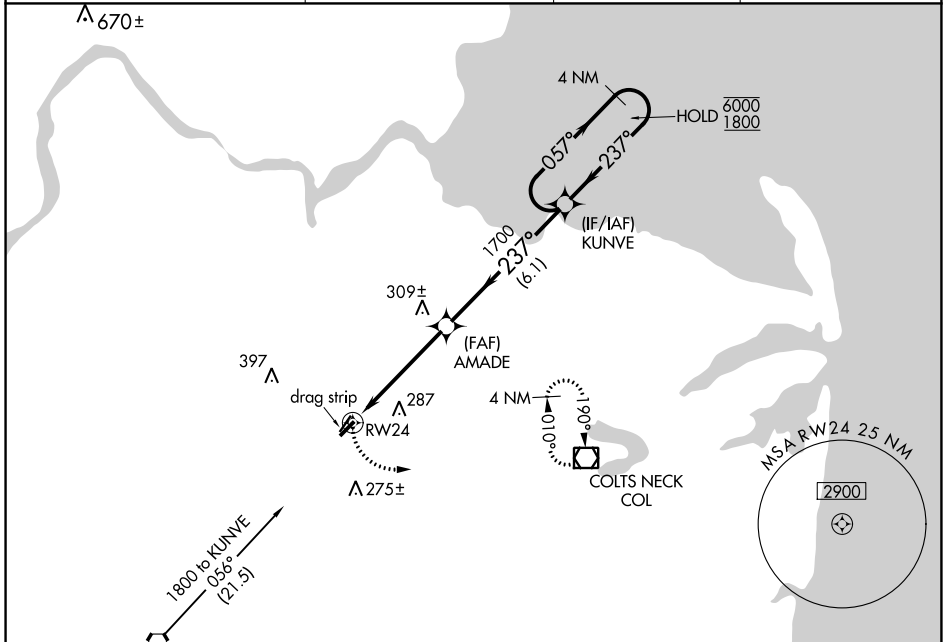 670±
4 NM
HOLD 6000
1800
057°
237°
(IF/IAF)
KUNVE
1700
237°
(6.1)
309±
(FAF)
AMADE
397
drag strip
287
RW24
4 NM
010°
190°
275±
COLTS NECK
COL
MSA RW24 25 NM
2900
1800 to KUNVE
056°
(21.5)